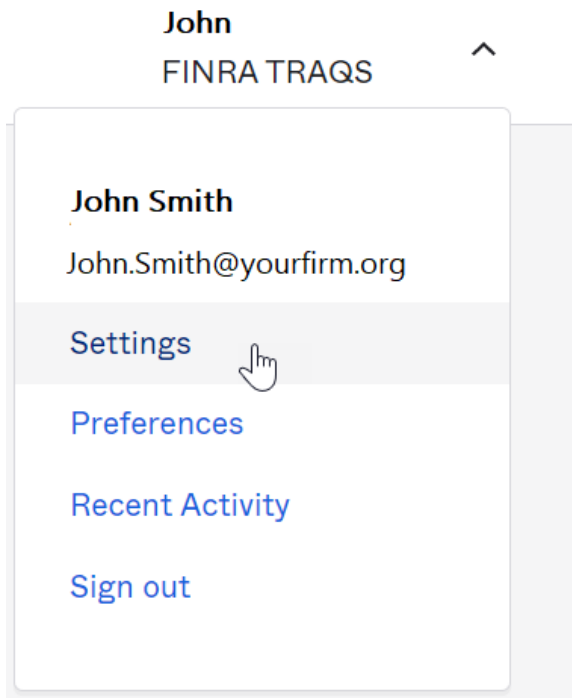 John
FINRA TRAQS
John Smith
John.Smith@yourfirm.org
Settings
Preferences
Recent Activity
Sign out